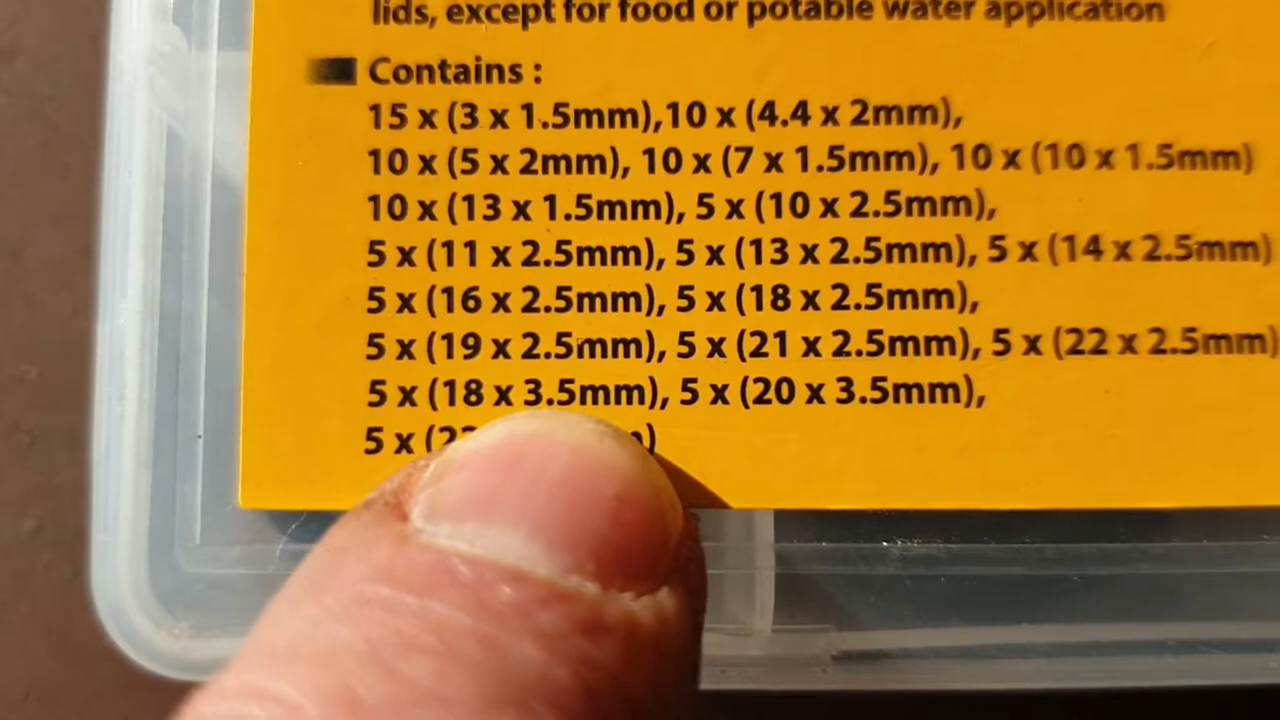 lids, except for food or potable water application
Contains :
15 x (3 x 1.5mm),10 x (4.4 x 2mm),
10 x (5 x 2mm), 10 x (7 x 1.5mm), 10 x (10 x 1.5mm)
10 x (13 x 1.5mm), 5 x (10 x 2.5mm),
5 x (11 x 2.5mm), 5 x (13 x 2.5mm), 5 x (14 x 2.5mm)
5 x (16 x 2.5mm), 5 x (18 x 2.5mm),
5 x (19 x 2.5mm), 5 x (21 x 2.5mm), 5 x (22 x 2.5mm)
5 x (18 x 3.5mm), 5 x (20 x 3.5mm),
5 x